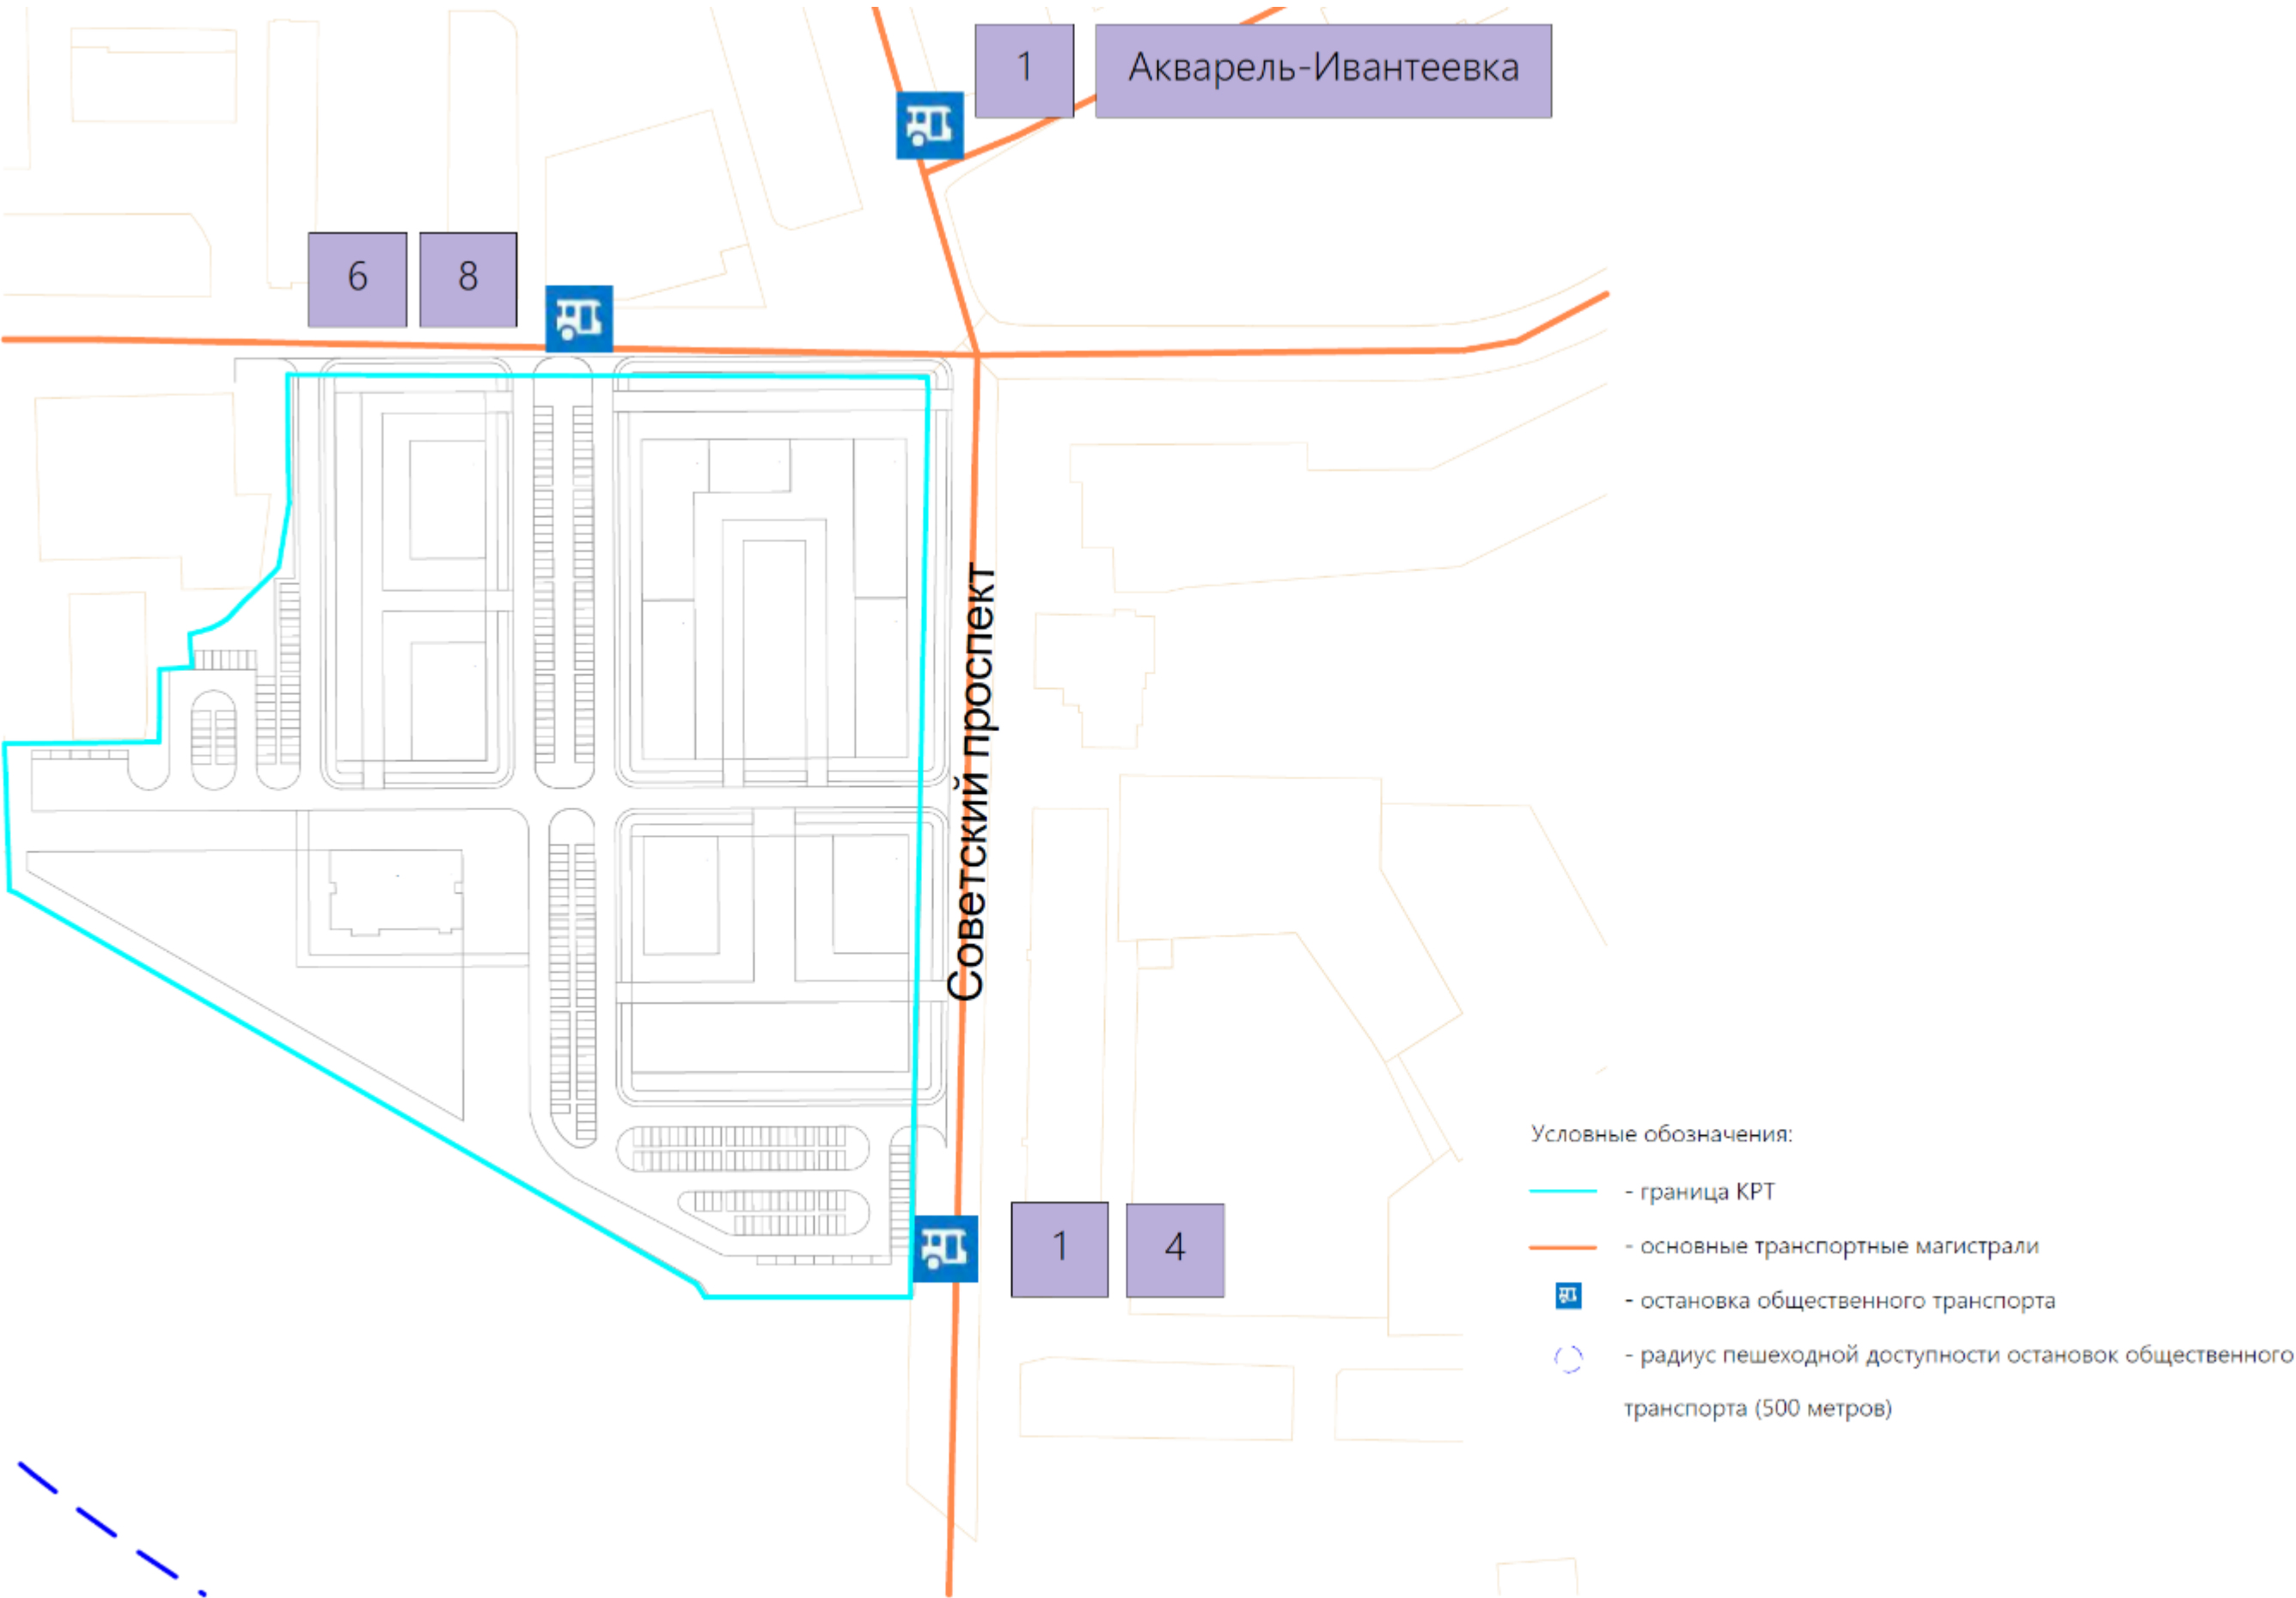 1 Акварель-Ивантеевка
6 8
Советский проспект
1 4
Условные обозначения:
- граница КРТ
- основные транспортные магистрали
- остановка общественного транспорта
- радиус пешеходной доступности остановок общественного
транспорта (500 метров)